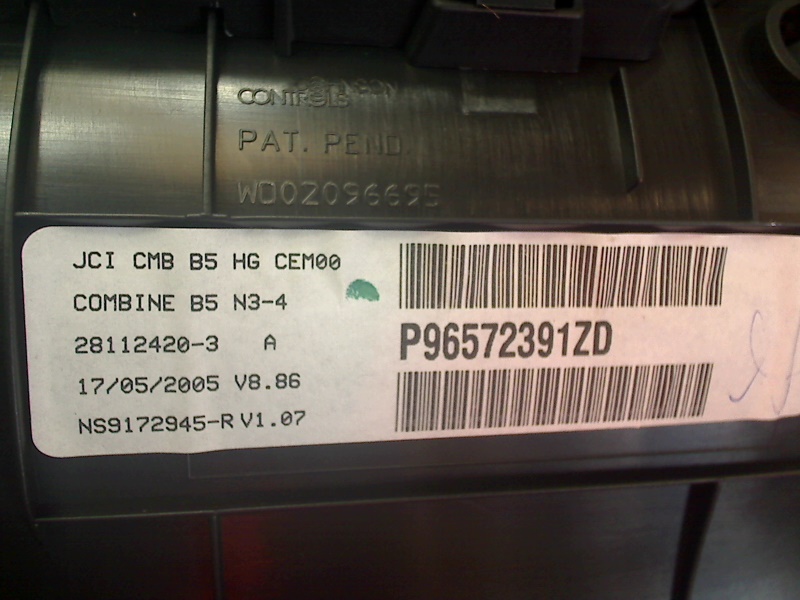 CONTROLS
PAT. PEND.
WO02096695
JCI CMB B5 HG CEM00
COMBINE B5 N3-4
28112420-3 A
17/05/2005 V8.86
NS9172945-R V1.07
P96572391ZD